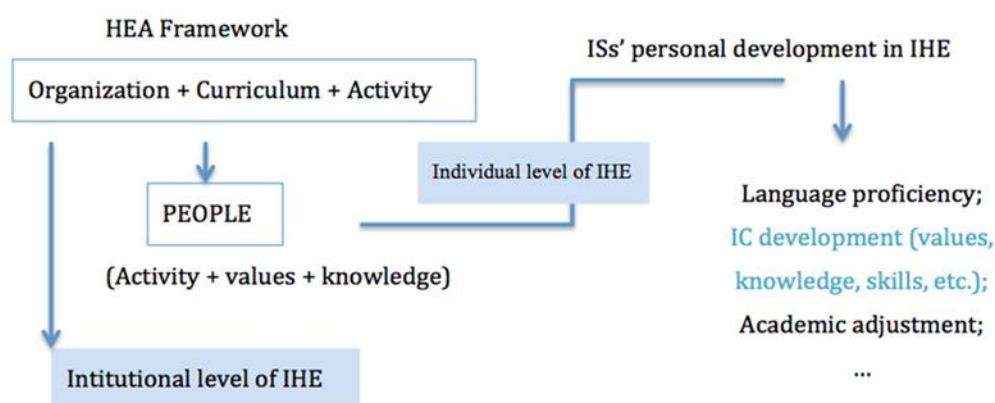 HEA Framework
Organization + Curriculum + Activity
PEOPLE
(Activity + values + knowledge)
Intitutional level of IHE
Individual level of IHE
ISs’ personal development in IHE
Language proficiency;
IC development (values,
knowledge, skills, etc.);
Academic adjustment;
...